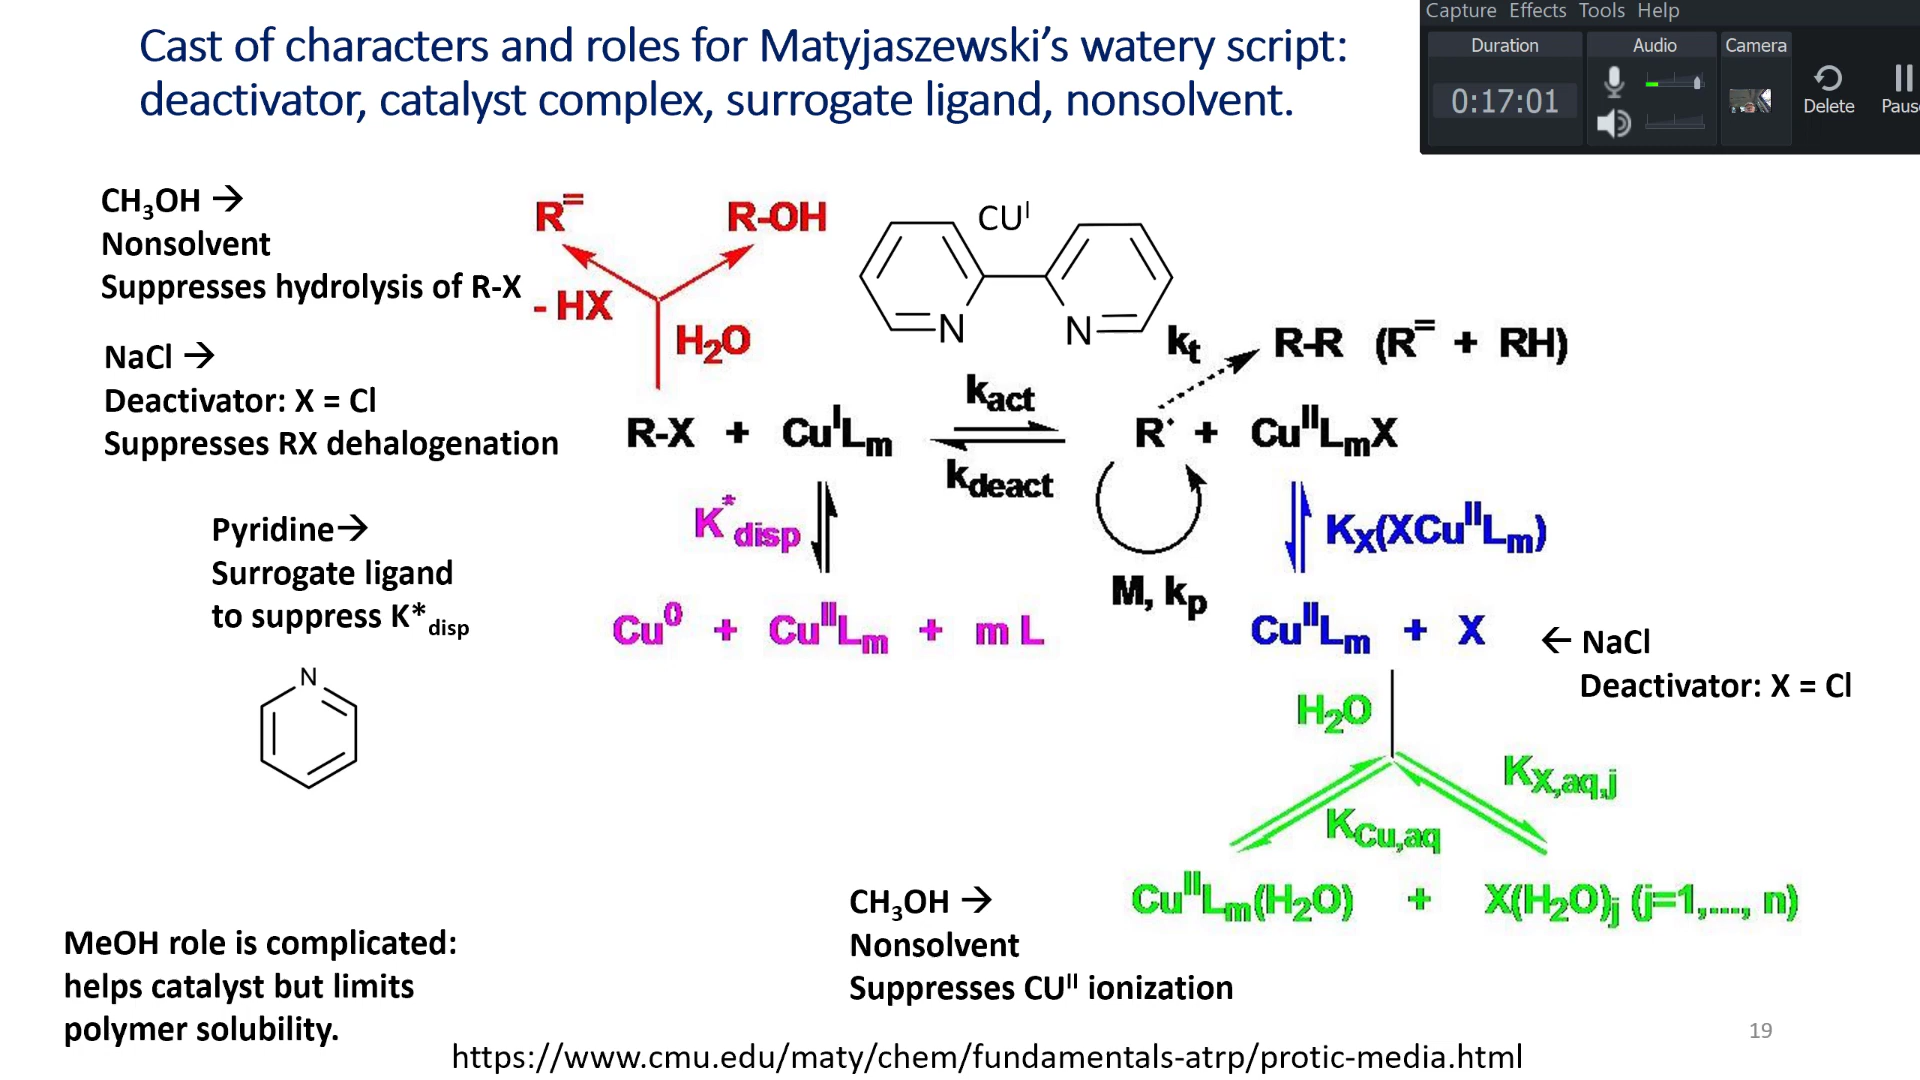 Cast of characters and roles for Matyjaszewski’s watery script:
deactivator, catalyst complex, surrogate ligand, nonsolvent.
Capture Effects Tools Help
Duration
Audio
Camera
0:17:01
Delete
Paus
CH₃OH →
Nonsolvent
Suppresses hydrolysis of R-X
NaCl →
Deactivator: X = Cl
Suppresses RX dehalogenation
Pyridine→
Surrogate ligand
to suppress K*disp
N
R⁼
R-OH
- HX
H₂O
CUᴵ
N
N
kt
R-R (R⁼ + RH)
R-X + CuᴵLm
kact
kdeact
R· + CuᴵᴵLmX
K*disp
M, kp
KX(XCuᴵᴵLm)
Cu⁰ + CuᴵᴵLm + m L
CuᴵᴵLm + X
← NaCl
Deactivator: X = Cl
H₂O
KX,aq,j
KCu,aq
CuᴵᴵLm(H₂O) + X(H₂O)j (j=1,..., n)
CH₃OH →
Nonsolvent
Suppresses CUᴵᴵ ionization
MeOH role is complicated:
helps catalyst but limits
polymer solubility.
19
https://www.cmu.edu/maty/chem/fundamentals-atrp/protic-media.html